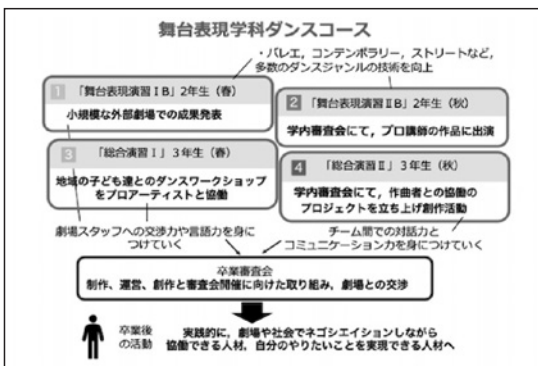 舞台表現学科ダンスコース
・バレエ，コンテンポラリー，ストリートなど，
多数のダンスジャンルの技術を向上
1 「舞台表現演習ⅠB」2年生（春）
小規模な外部劇場での成果発表
2 「舞台表現演習ⅡB」2年生（秋）
学内審査会にて，プロ講師の作品に出演
3 「総合演習Ⅰ」3年生（春）
地域の子ども達とのダンスワークショップ
をプロアーティストと協働
4 「総合演習Ⅱ」3年生（秋）
学内審査会にて，作曲者との協働の
プロジェクトを立ち上げ創作活動
劇場スタッフへの交渉力や言語力を身に
つけていく
チーム間での対話力と
コミュニケーション力を身につけていく
卒業審査会
制作、運営、創作と審査会開催に向けた取り組み，劇場との交渉
卒業後
の活動
実践的に，劇場や社会でネゴシエイションしながら
協働できる人材，自分のやりたいことを実現できる人材へ